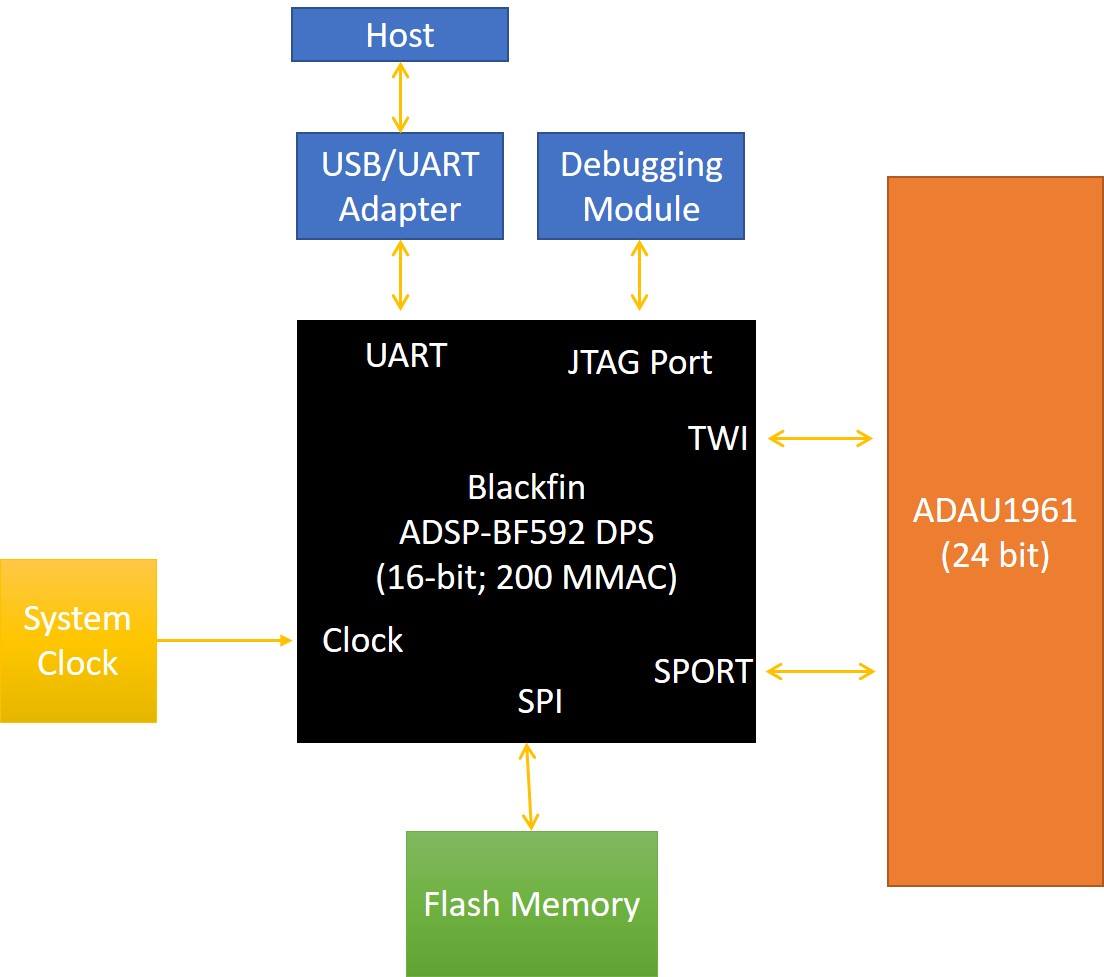 Host
USB/UART
Adapter
Debugging
Module
UART
JTAG Port
TWI
Blackfin
ADSP-BF592 DPS
(16-bit; 200 MMAC)
ADAU1961
(24 bit)
System
Clock
Clock
SPORT
SPI
Flash Memory